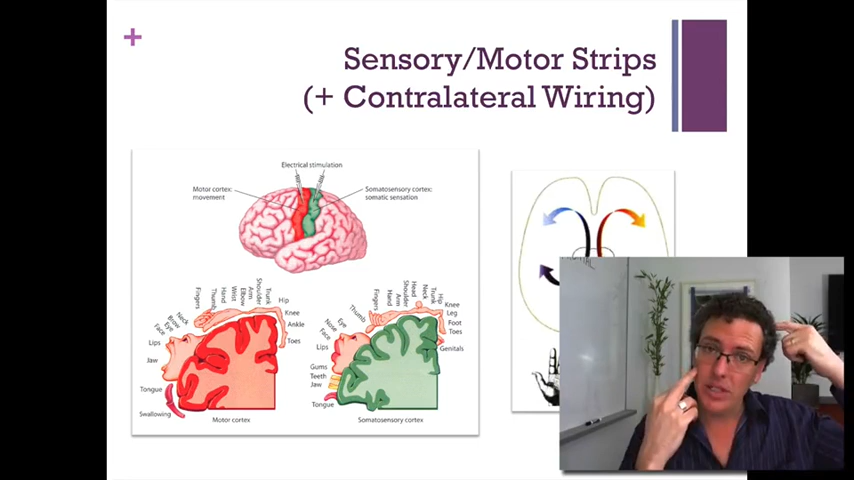 +
Sensory/Motor Strips
(+ Contralateral Wiring)
Electrical stimulation
Motor cortex:
movement
Somatosensory cortex:
somatic sensation
Swallowing
Tongue
Jaw
Lips
Face
Eye
Brow
Neck
Thumb
Fingers
Hand
Wist
Elbow
Arm
Shoulder
Trunk
Hip
Knee
Ankle
Toes
Motor cortex
Tongue
Jaw
Teeth
Gums
Lips
Face
Nose
Eye
Thumb
Fingers
Hand
Arm
Shoulder
Head
Neck
Trunk
Hip
Knee
Leg
Foot
Toes
Genitals
Somatosensory cortex